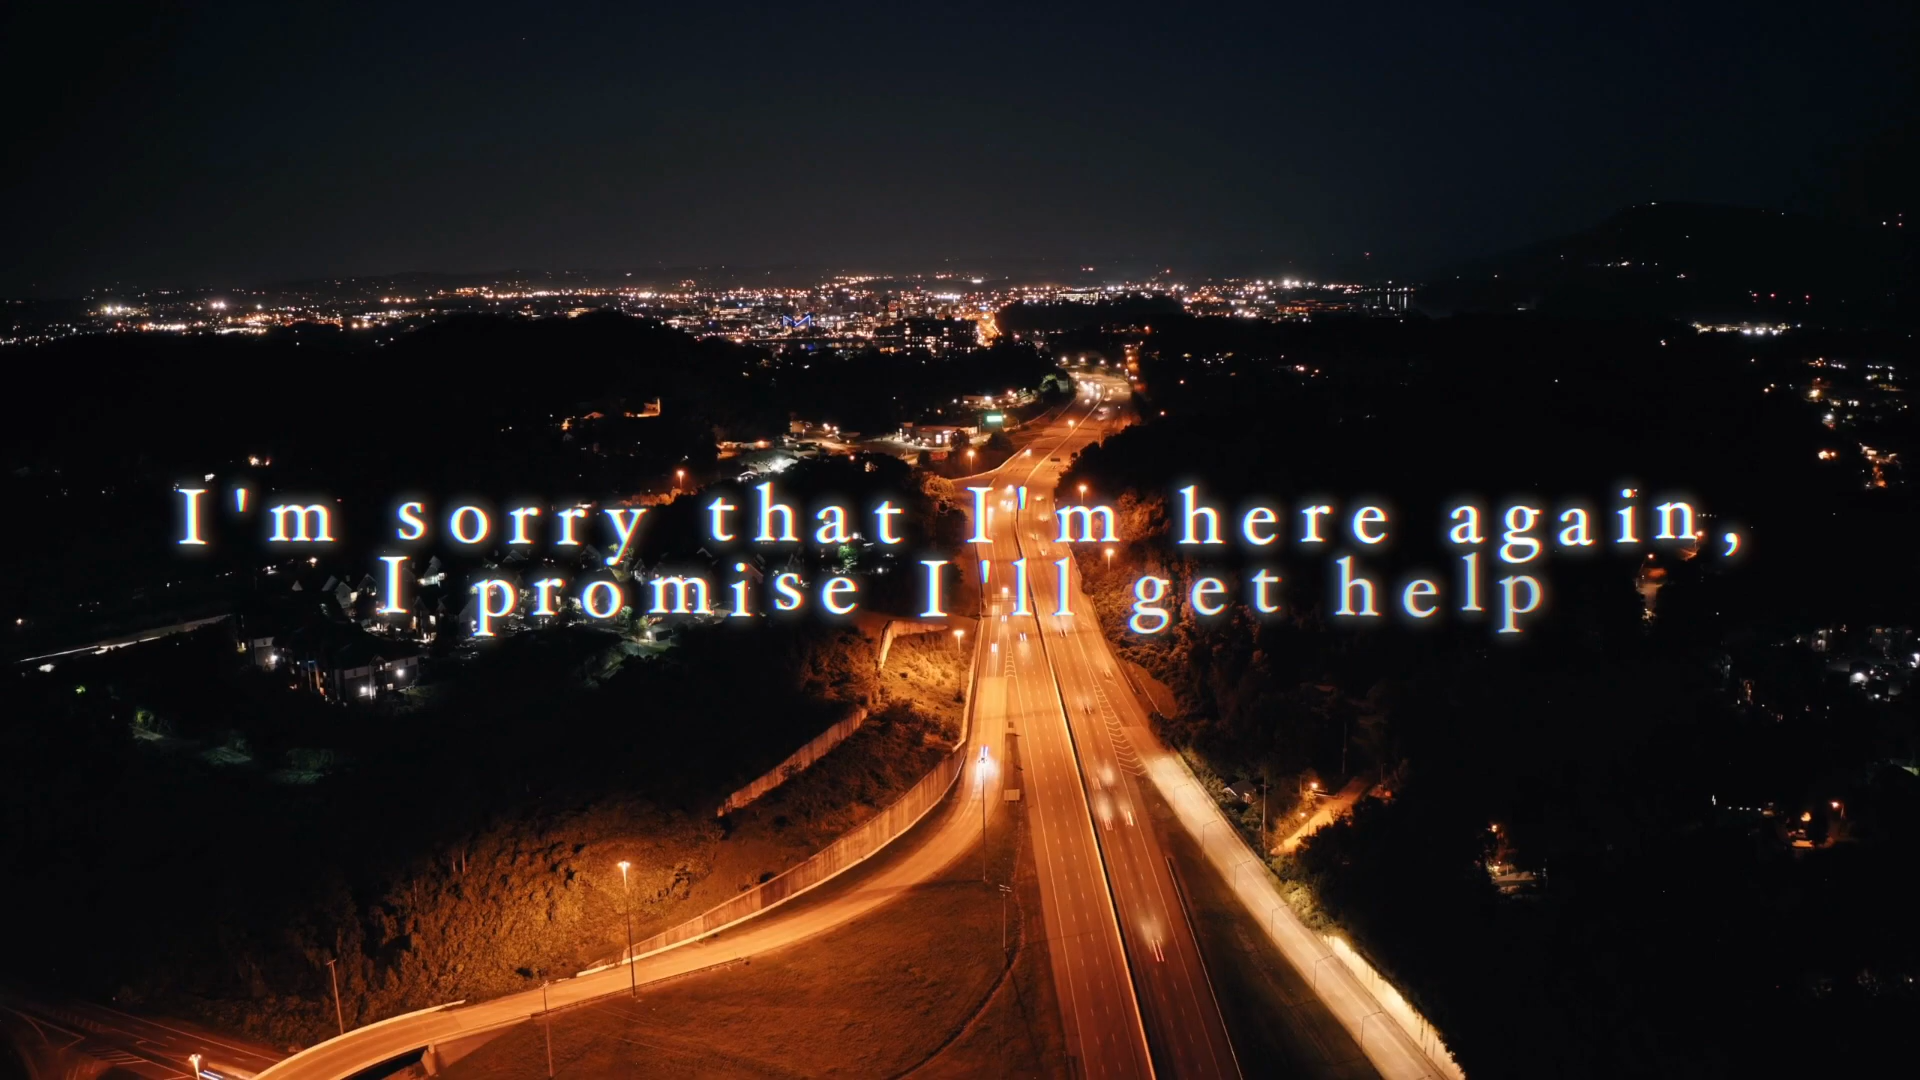 I'm sorry that I'm here again,
I promise I'll get help